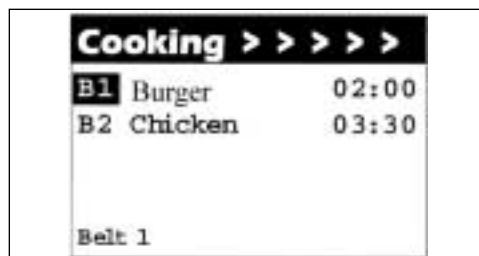 Cooking > > > > >
B1 Burger 02:00
B2 Chicken 03:30
Belt 1